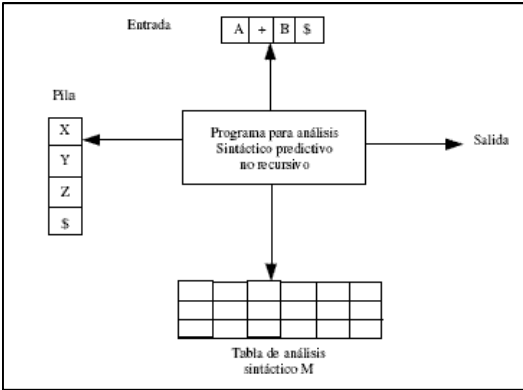 Entrada
A + B $
Pila
X
Y
Z
$
Programa para análisis
Sintáctico predictivo
no recursivo
Salida
Tabla de análisis
sintáctico M